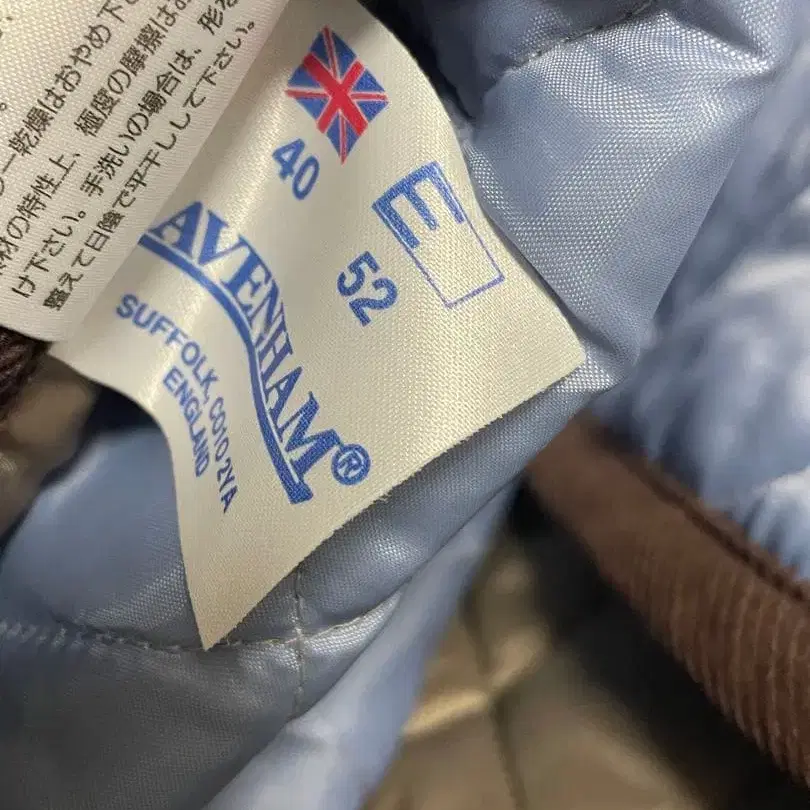 ー乾燥はおやめ下さ
材の特性上、極度の摩擦はお
け下さい。手洗いの場合は、形を
整えて日陰で平干しして下さい。
40
E
52
AVENHAM®
SUFFOLK, CO10 2YA
ENGLAND